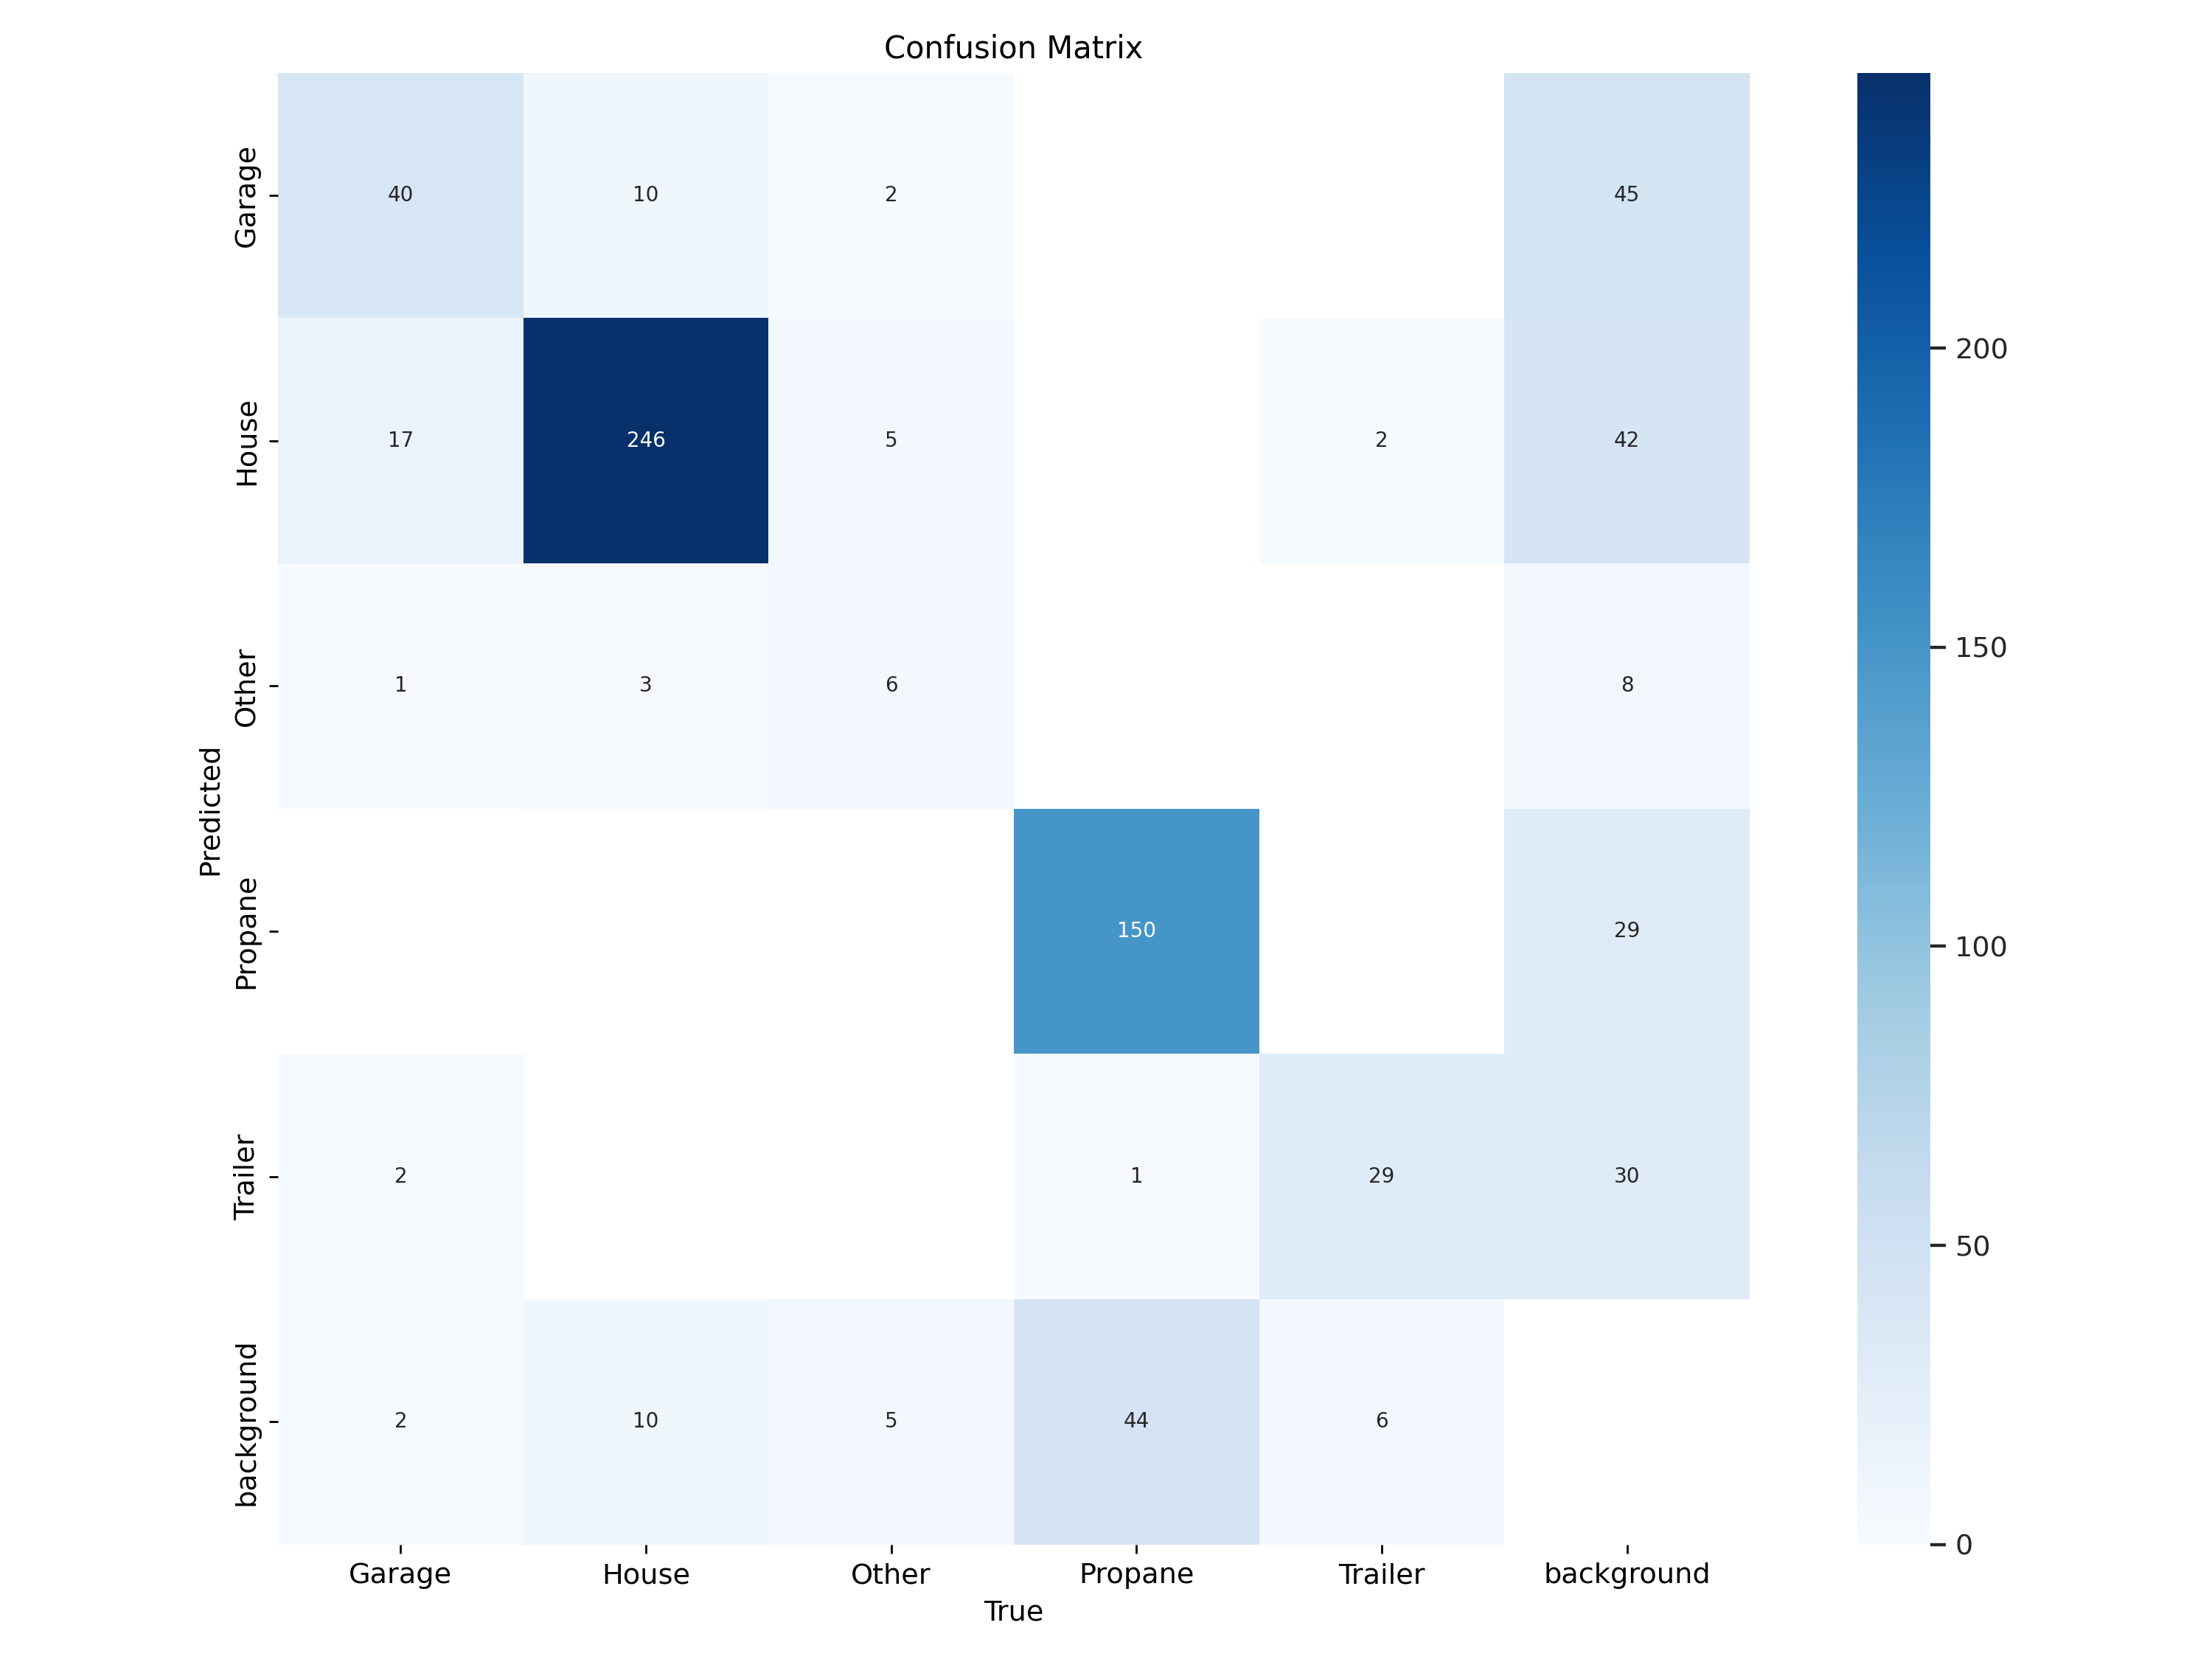 Confusion Matrix
Garage 40 10 2 45
House 17 246 5 2 42
Other 1 3 6 8
Propane 150 29
Trailer 2 1 29 30
background 2 10 5 44 6
Predicted
Garage House Other Propane Trailer background
True
200
150
100
50
0